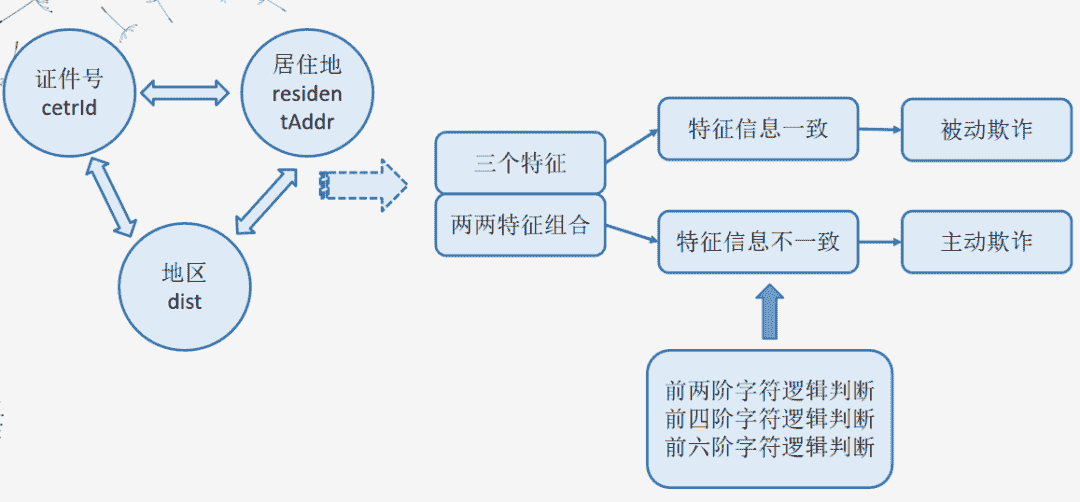 证件号
cetrId
居住地
residen
tAddr
地区
dist
三个特征
两两特征组合
特征信息一致
被动欺诈
特征信息不一致
主动欺诈
前两阶字符逻辑判断
前四阶字符逻辑判断
前六阶字符逻辑判断